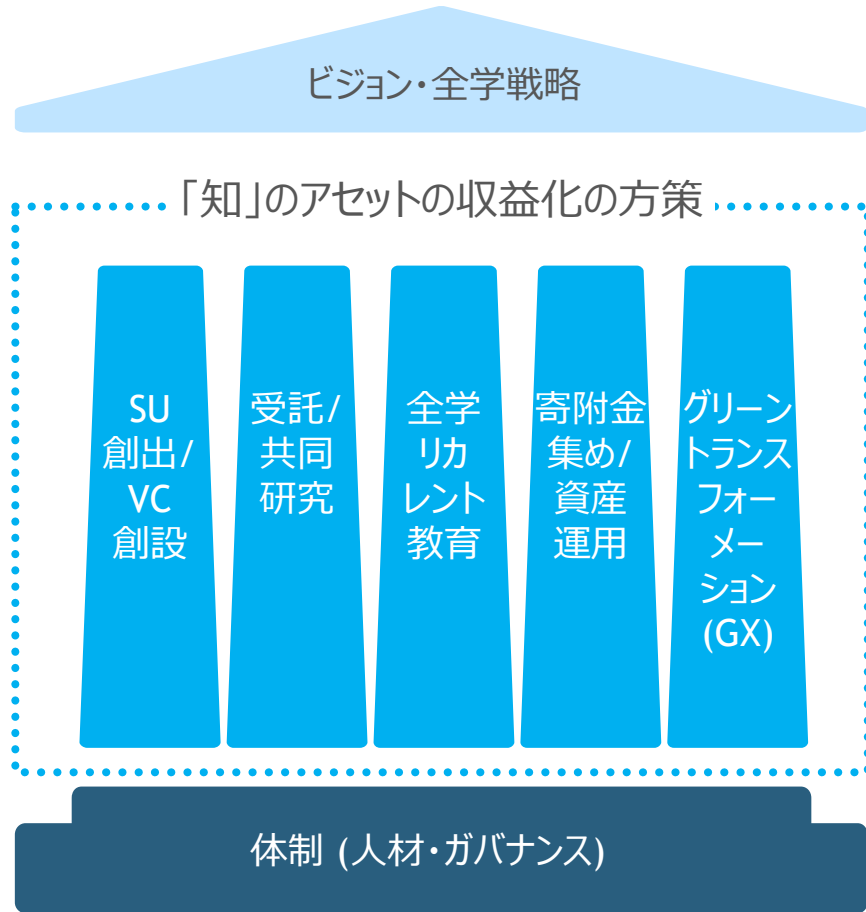 ビジョン・全学戦略
「知」のアセットの収益化の方策
SU
創出/
VC
創設
受託/
共同
研究
全学
リカ
レント
教育
寄附金
集め/
資産
運用
グリーン
トランス
フォー
メー
ション
(GX)
体制 (人材・ガバナンス)